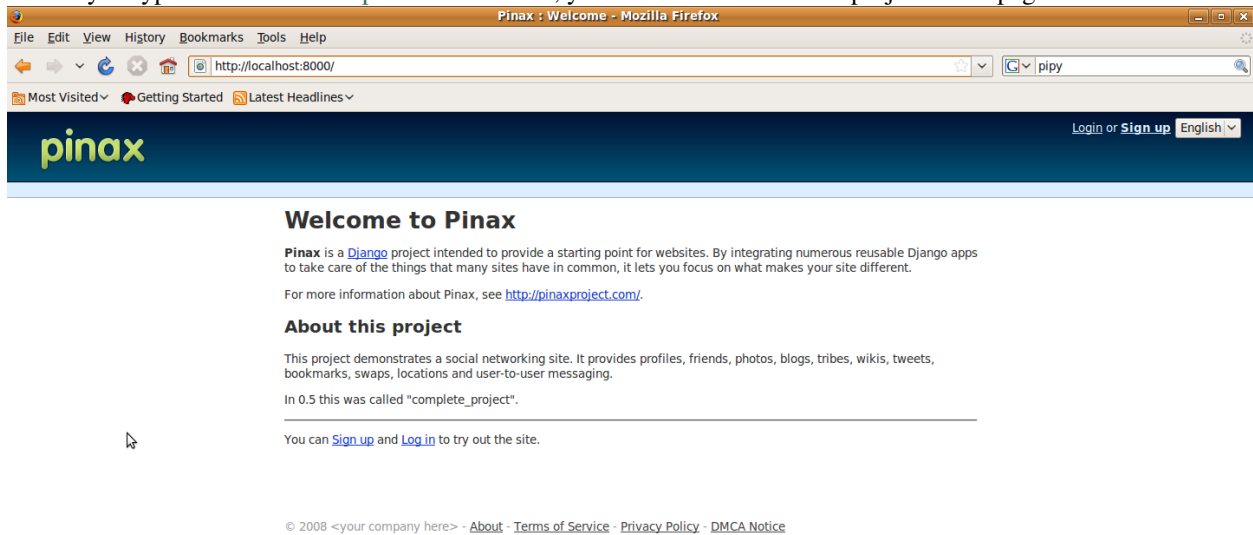 Pinax : Welcome - Mozilla Firefox
File Edit View History Bookmarks Tools Help
http://localhost:8000/ G pipy
Most Visited Getting Started Latest Headlines
pinax
Login or Sign up English
Welcome to Pinax
Pinax is a Django project intended to provide a starting point for websites. By integrating numerous reusable Django apps
to take care of the things that many sites have in common, it lets you focus on what makes your site different.
For more information about Pinax, see http://pinaxproject.com/.
About this project
This project demonstrates a social networking site. It provides profiles, friends, photos, blogs, tribes, wikis, tweets,
bookmarks, swaps, locations and user-to-user messaging.
In 0.5 this was called "complete_project".
You can Sign up and Log in to try out the site.
© 2008 <your company here> - About - Terms of Service - Privacy Policy - DMCA Notice